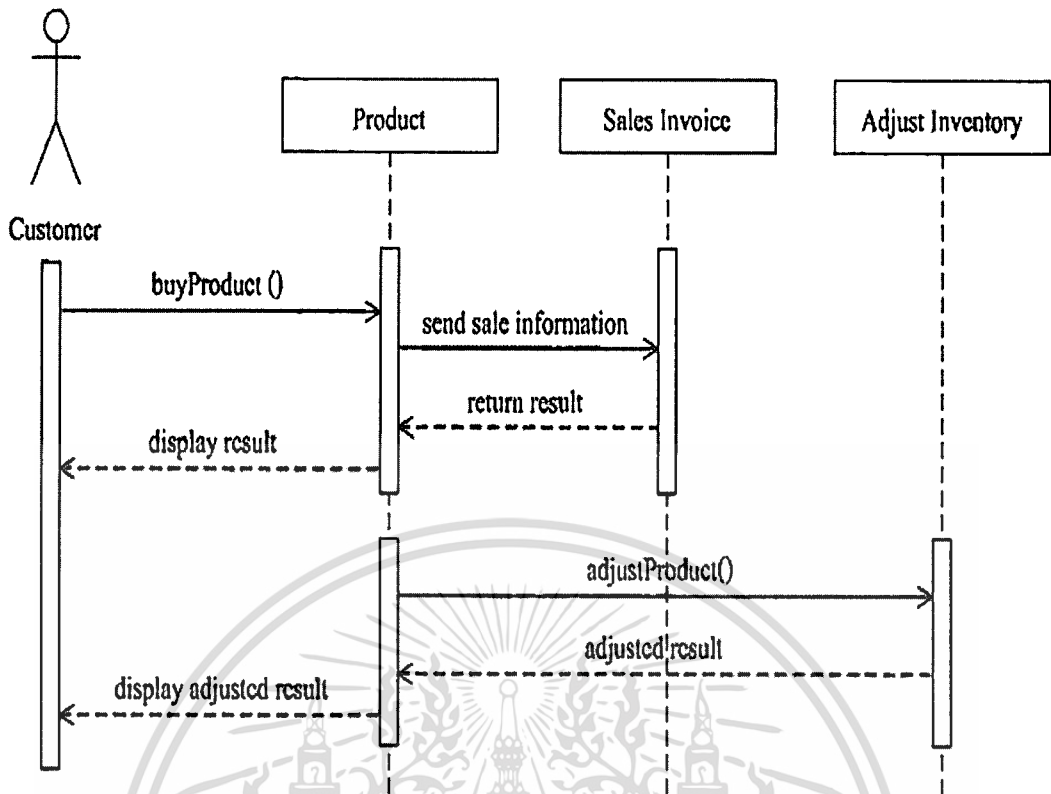 Product
Sales Invoice
Adjust Inventory
Customer
buyProduct ()
send sale information
return result
display result
adjustProduct()
adjusted result
display adjusted result